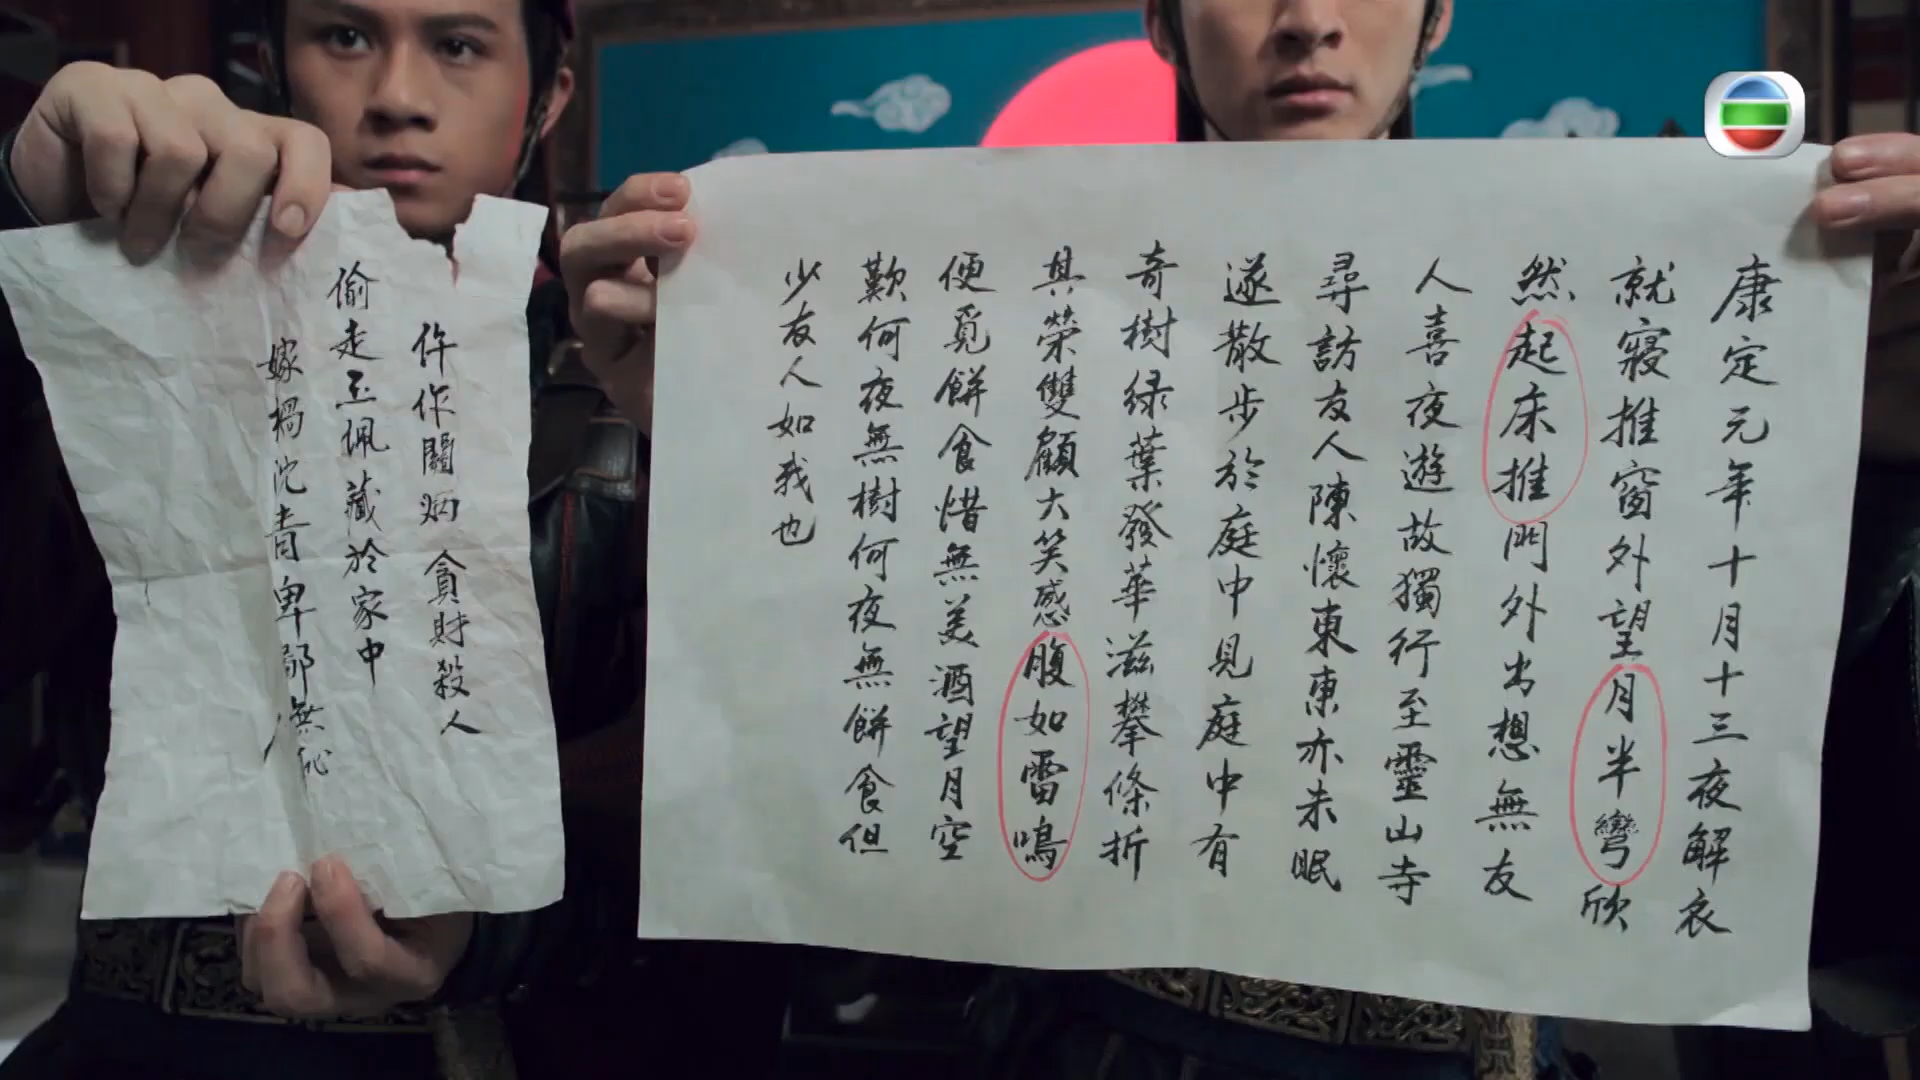 康定元年十月十三夜解衣
就寢推窗外望月半彎欣
然起床推門外出想無友
人喜夜遊故獨行至靈山寺
尋訪友人陳懷東東亦未眠
遂散步於庭中見庭中有
奇樹綠葉發華滋攀條折
其榮雙顧大笑感腹如雷鳴
便覓餅食惜無美酒望月空
歎何夜無樹何夜無餅食但
少友人如我也
仵作關炳貪財殺人
偷走玉佩藏於家中
嫁禍沈青卑鄙無恥